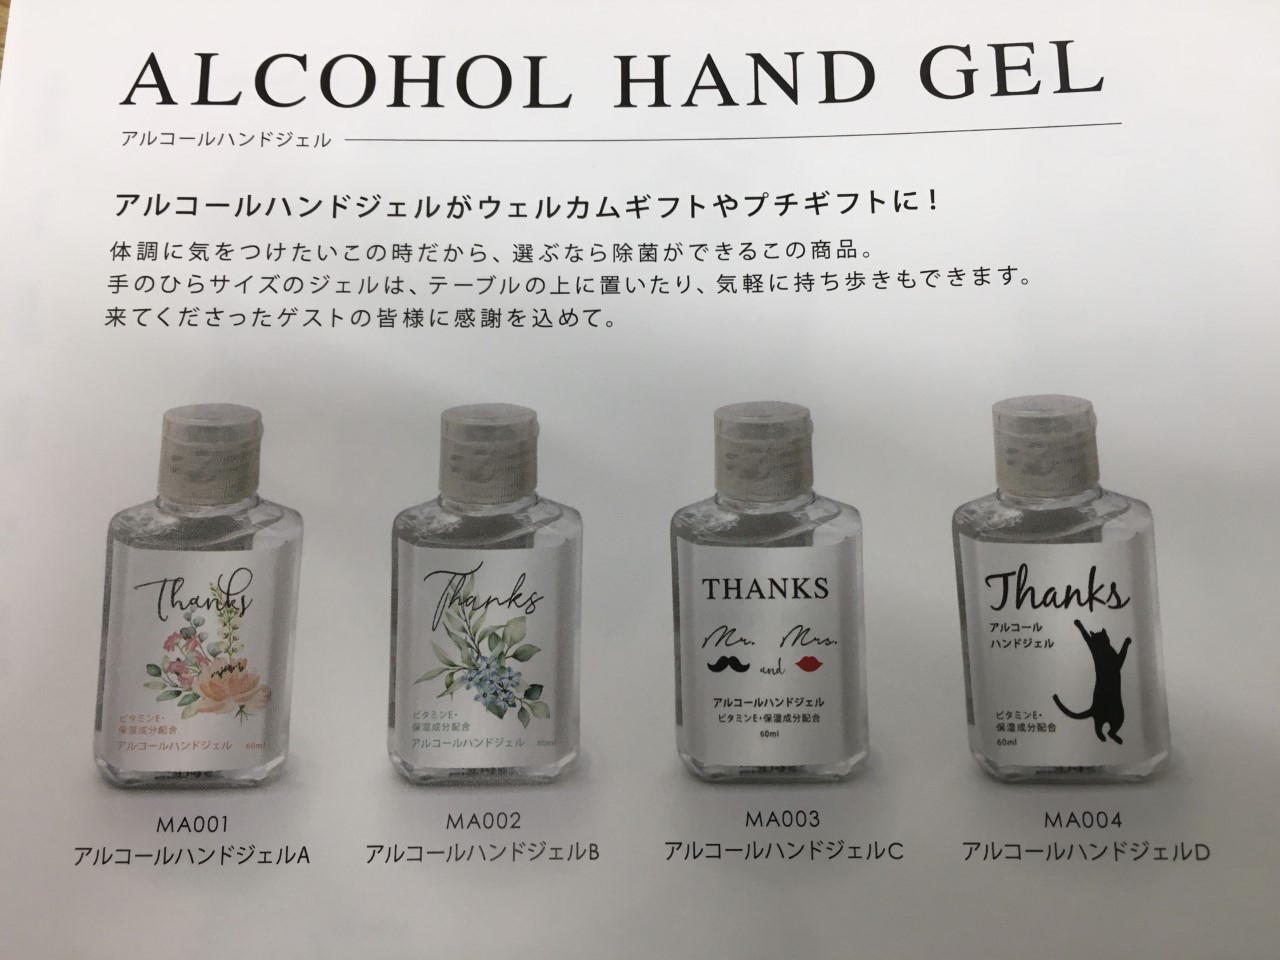 ALCOHOL HAND GEL
アルコールハンドジェル
アルコールハンドジェルがウェルカムギフトやプチギフトに！
体調に気をつけたいこの時だから、選ぶなら除菌ができるこの商品。
手のひらサイズのジェルは、テーブルの上に置いたり、気軽に持ち歩きもできます。
来てくださったゲストの皆様に感謝を込めて。
Thanks
ビタミンE・
保湿成分配合
アルコールハンドジェル 60ml
MA001
アルコールハンドジェルA
Thanks
ビタミンE・
保湿成分配合
アルコールハンドジェル 60ml
MA002
アルコールハンドジェルB
THANKS
Mr. Mrs.
and
アルコールハンドジェル
ビタミンE・保湿成分配合
60ml
MA003
アルコールハンドジェルC
Thanks
アルコール
ハンドジェル
ビタミンE・
保湿成分配合
60ml
MA004
アルコールハンドジェルD